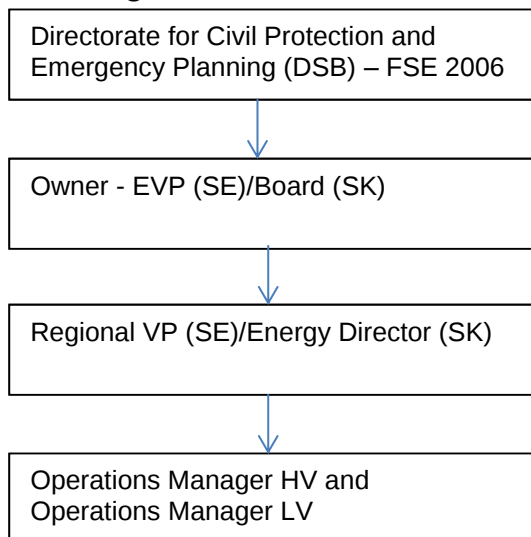 Directorate for Civil Protection and
Emergency Planning (DSB) – FSE 2006
Owner - EVP (SE)/Board (SK)
Regional VP (SE)/Energy Director (SK)
Operations Manager HV and
Operations Manager LV